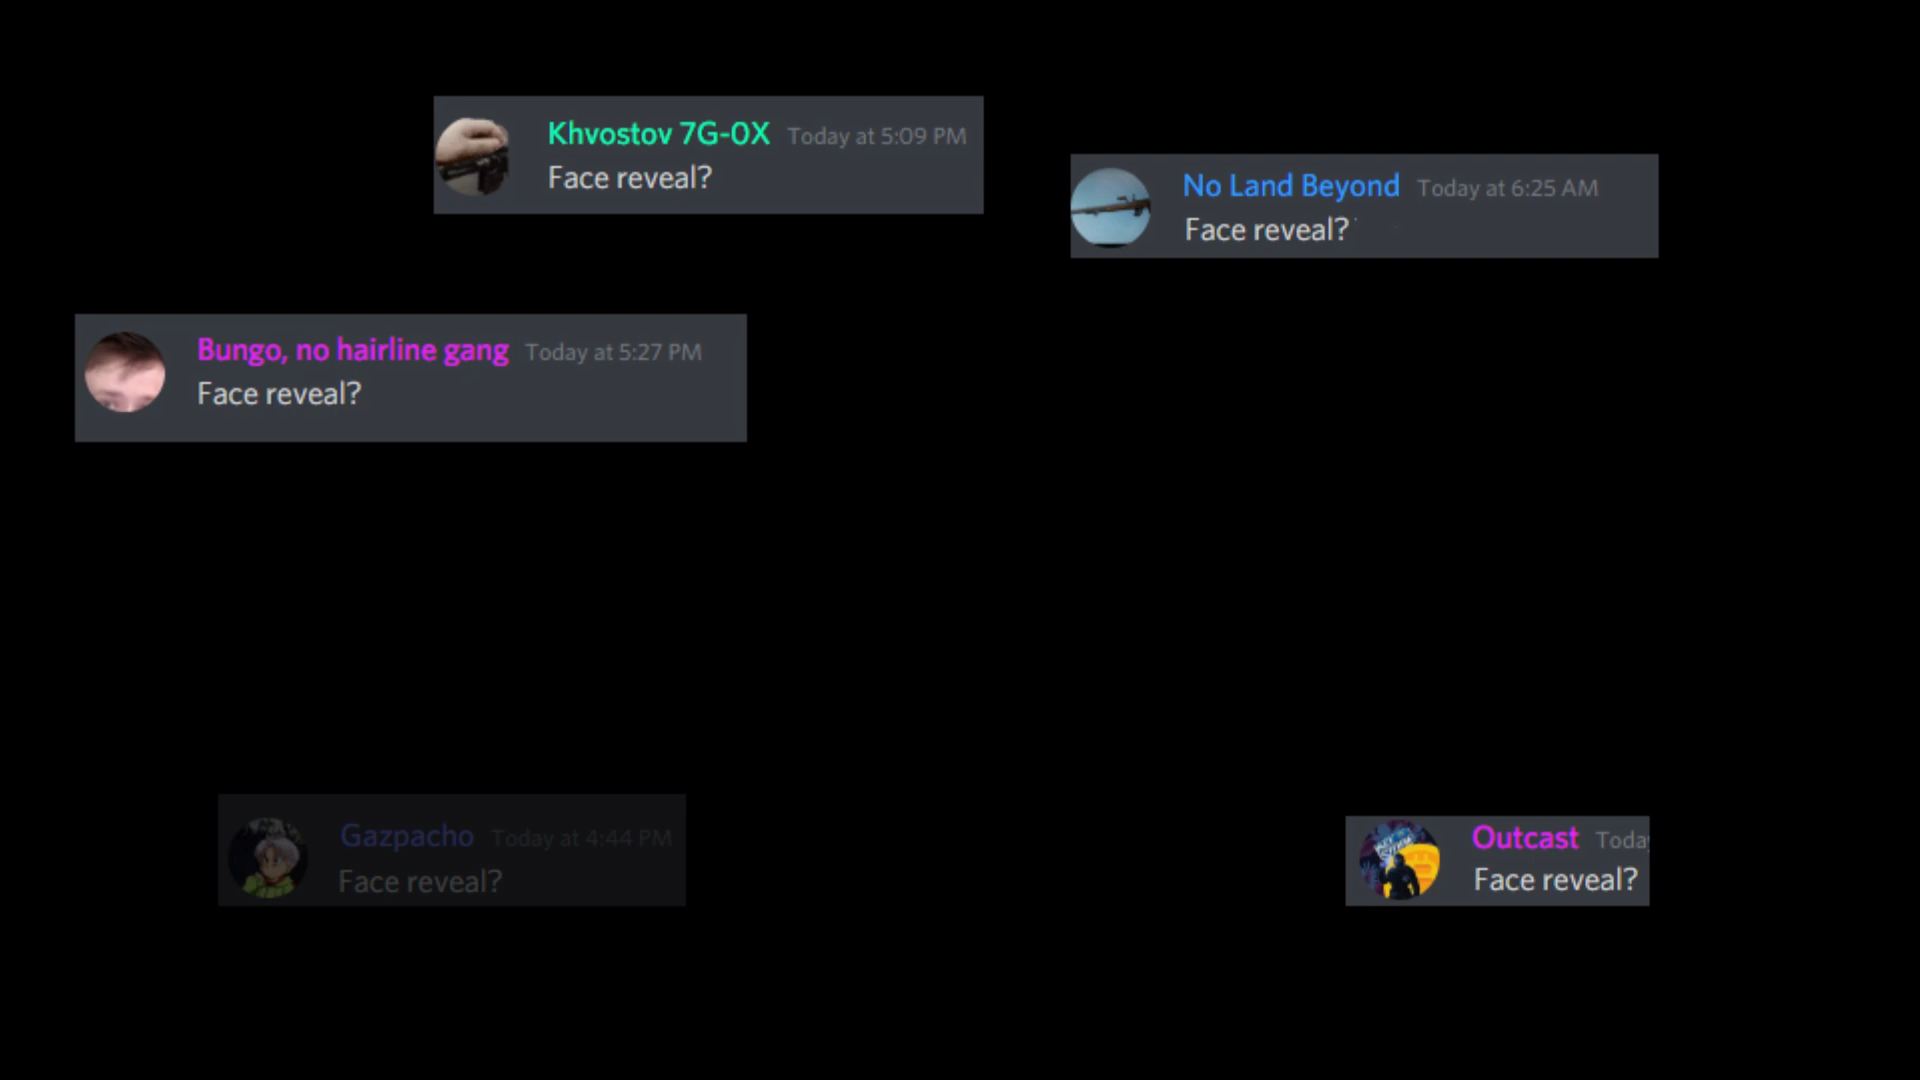 Khvostov 7G-0X Today at 5:09 PM
Face reveal?
No Land Beyond Today at 6:25 AM
Face reveal?
Bungo, no hairline gang Today at 5:27 PM
Face reveal?
Gazpacho Today at 4:44 PM
Face reveal?
Outcast Toda
Face reveal?